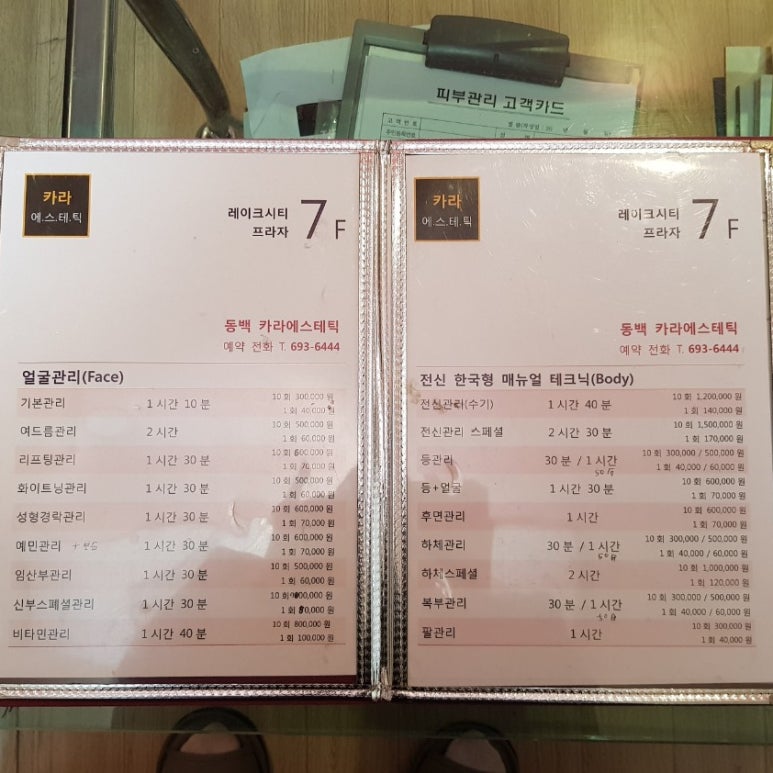 피부관리 고객카드
고객번호
카라
에.스.테.틱
레이크시티
프라자
7F
동백 카라에스테틱
예약 전화 T. 693-6444
얼굴관리(Face)
기본관리 1시간 10분 10회 300,000원
1회 40,000원
여드름관리 2시간 10회 500,000원
1회 60,000원
리프팅관리 1시간 30분 10회 600,000원
1회 70,000원
화이트닝관리 1시간 30분 10회 500,000원
1회 60,000원
성형경락관리 1시간 30분 10회 600,000원
1회 70,000원
예민관리 1시간 30분 10회 600,000원
1회 70,000원
임산부관리 1시간 30분 10회 500,000원
1회 60,000원
신부스페셜관리 1시간 30분 10회
1회
비타민관리 1시간 40분 10회 800,000원
1회 100,000원
카라
에.스.테.틱
레이크시티
프라자
7F
동백 카라에스테틱
예약 전화 T. 693-6444
전신 한국형 매뉴얼 테크닉(Body)
전신관리(수기) 1시간 40분 10회 1,200,000원
1회 140,000원
전신관리 스페셜 2시간 30분 10회 1,500,000원
1회 170,000원
등관리 30분 / 1시간 10회 300,000 / 500,000원
50분 1회 40,000 / 60,000원
등+얼굴 1시간 30분 10회 600,000원
1회 70,000원
후면관리 1시간 10회 600,000원
1회 70,000원
하체관리 30분 / 1시간 10회 300,000 / 500,000원
50분 1회 40,000 / 60,000원
하체스페셜 2시간 10회 1,000,000원
1회 120,000원
복부관리 30분 / 1시간 10회 300,000 / 500,000원
50분 1회 40,000 / 60,000원
팔관리 1시간 10회 300,000원
1회 40,000원